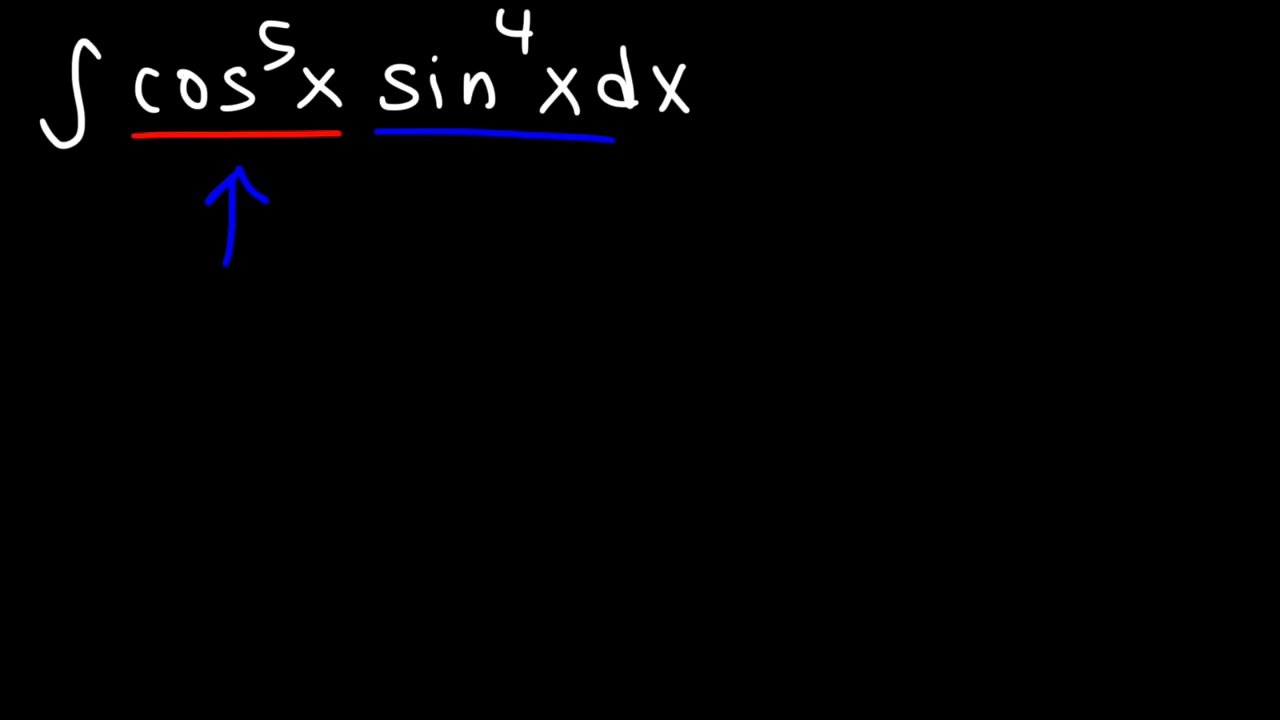 ∫ cos⁵x sin⁴x dx